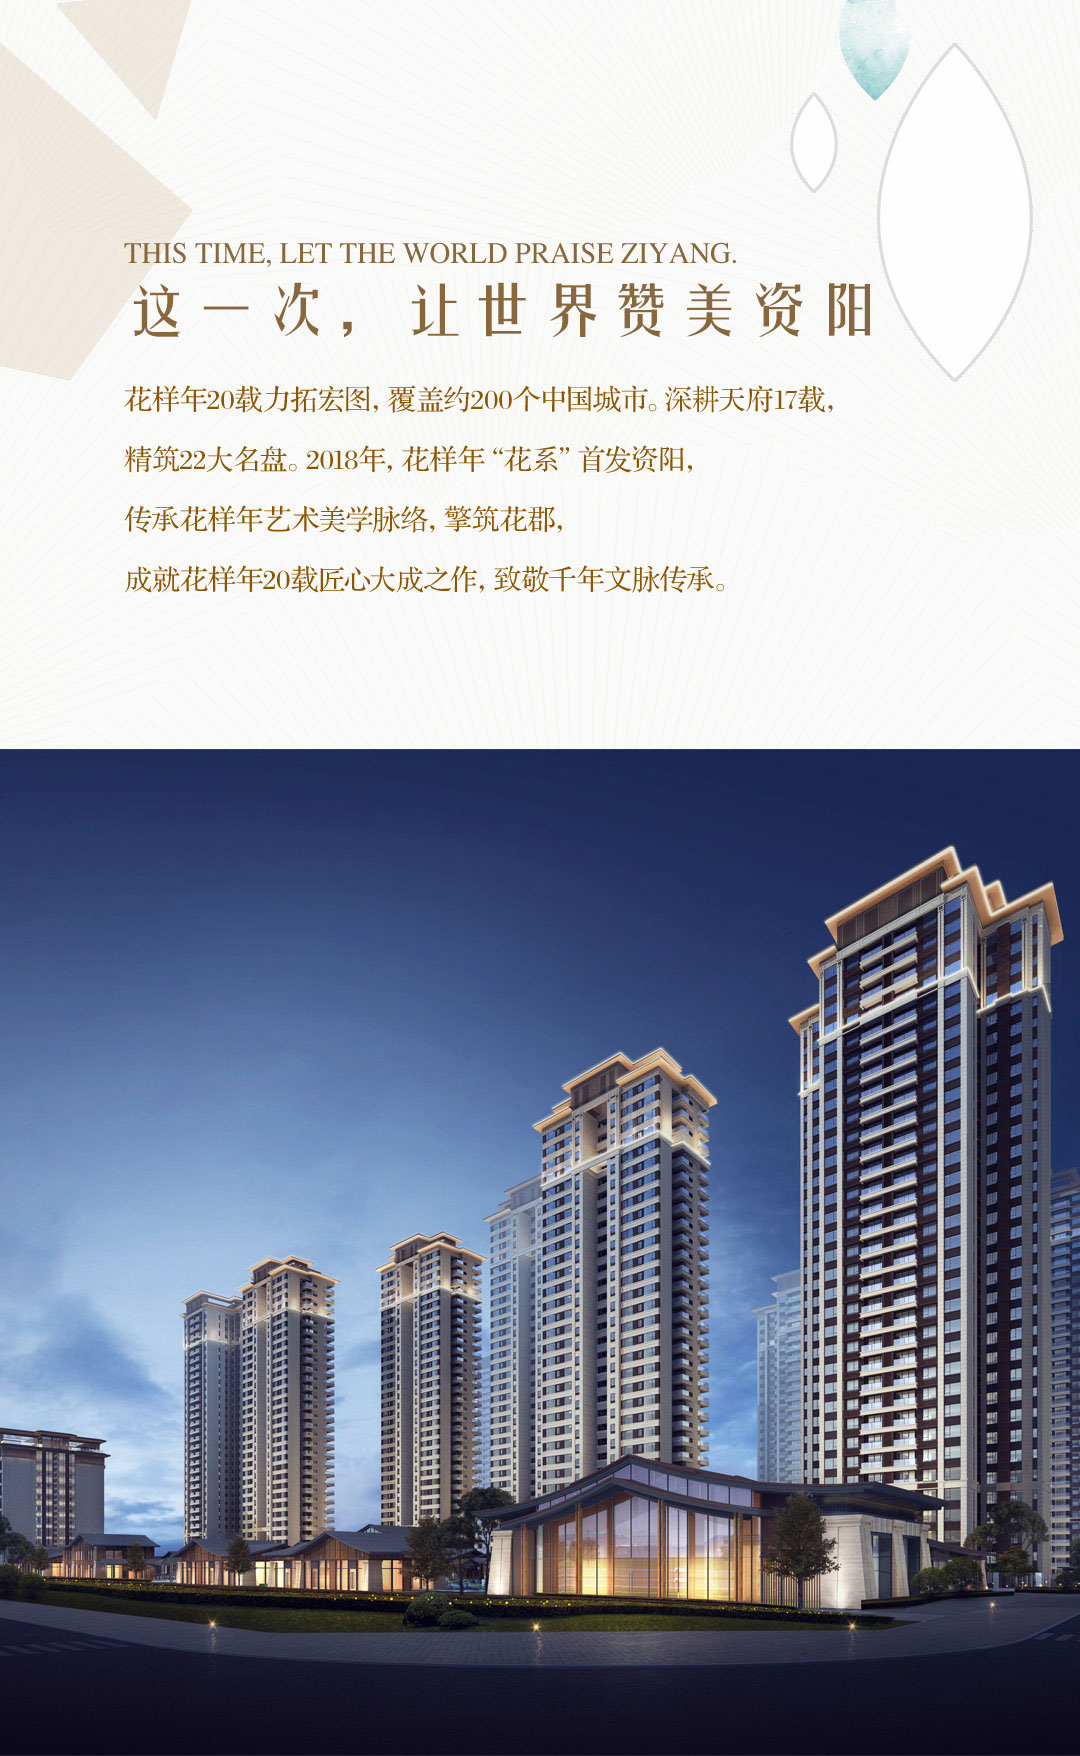 THIS TIME, LET THE WORLD PRAISE ZIYANG.
这一次，让世界赞美资阳
花样年20载力拓宏图，覆盖约200个中国城市。深耕天府17载，
精筑22大名盘。2018年，花样年“花系”首发资阳，
传承花样年艺术美学脉络，擎筑花郡，
成就花样年20载匠心大成之作，致敬千年文脉传承。